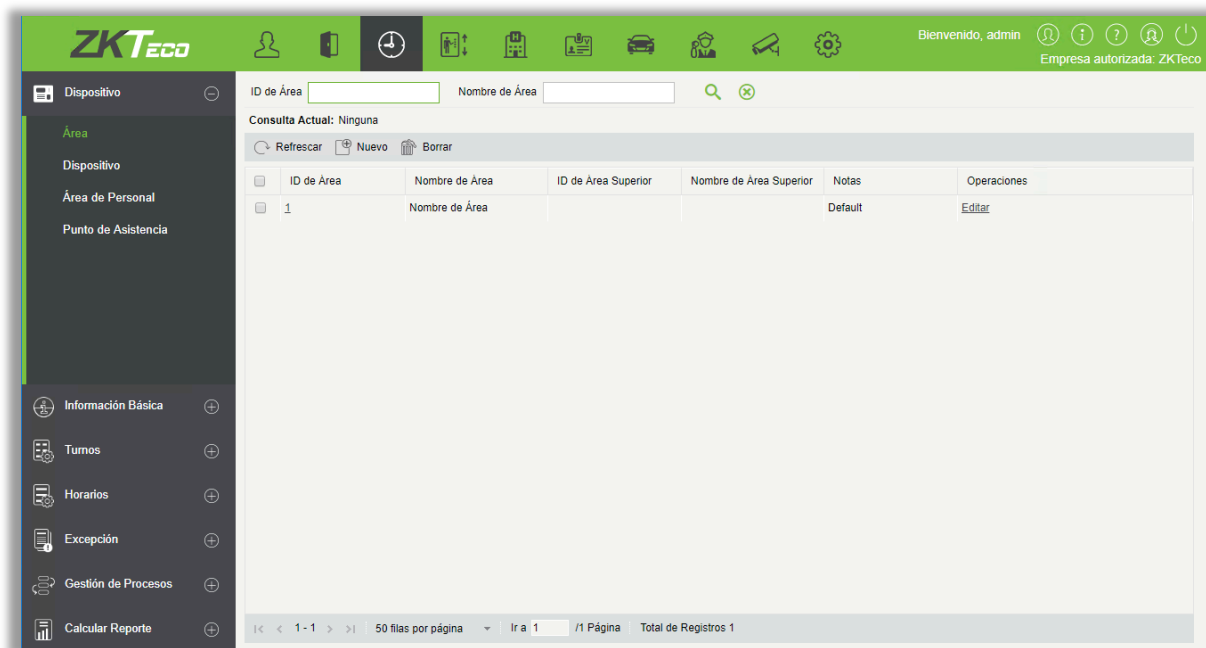 ZKTeco
Bienvenido, admin
Empresa autorizada: ZKTeco
Dispositivo
Área
Dispositivo
Área de Personal
Punto de Asistencia
Información Básica
Turnos
Horarios
Excepción
Gestión de Procesos
Calcular Reporte
ID de Área
Nombre de Área
Consulta Actual: Ninguna
Refrescar Nuevo Borrar
ID de Área Nombre de Área ID de Área Superior Nombre de Área Superior Notas Operaciones
1 Nombre de Área Default Editar
|< < 1 - 1 > >| 50 filas por página Ir a 1 /1 Página Total de Registros 1